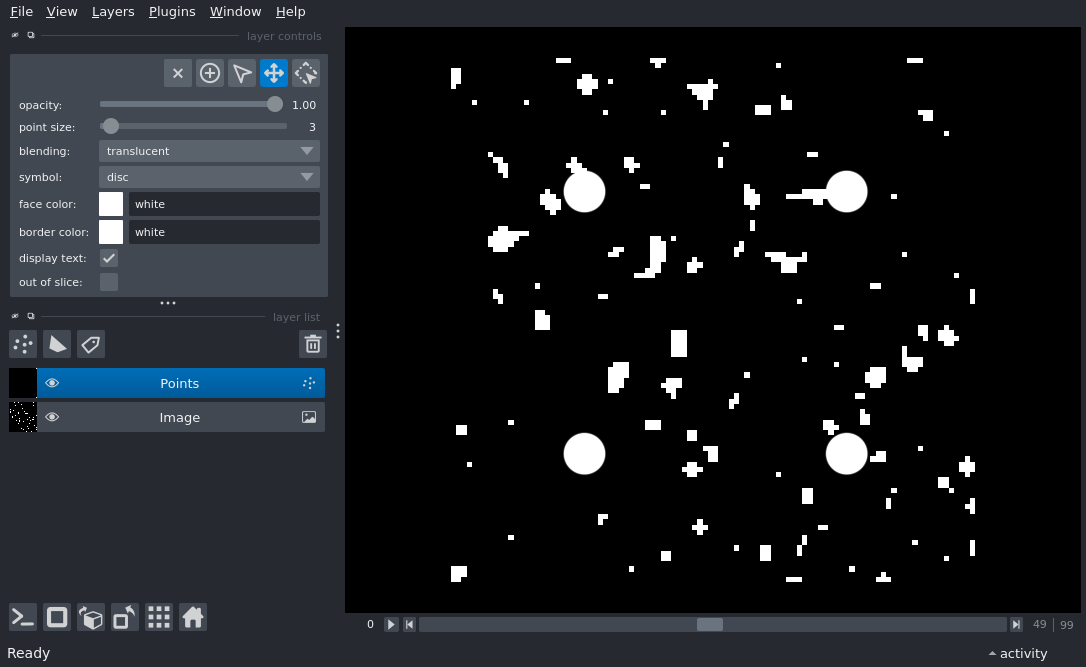 File View Layers Plugins Window Help
layer controls
opacity: 1.00
point size: 3
blending: translucent
symbol: disc
face color: white
border color: white
display text:
out of slice:
layer list
Points
Image
0 49 99
Ready activity